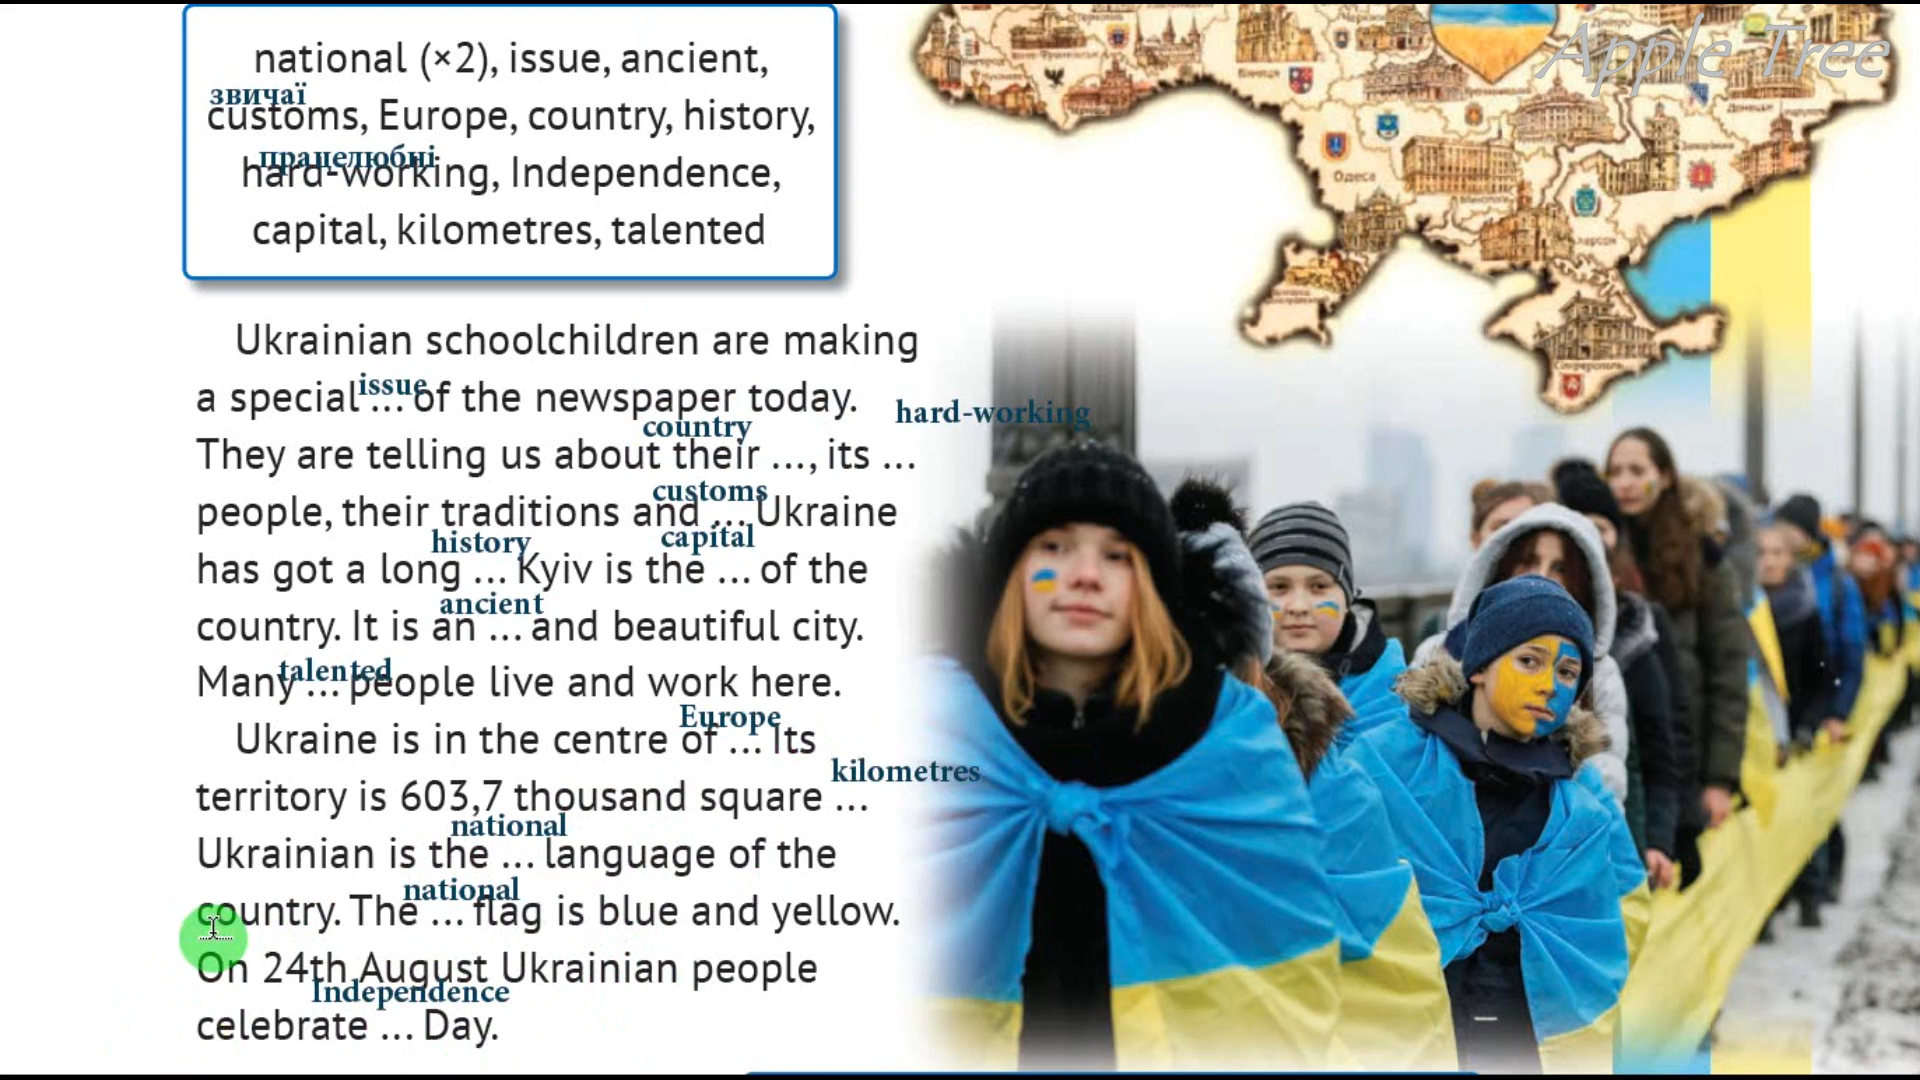 Apple Tree
national (×2), issue, ancient,
звичаї
customs, Europe, country, history,
працелюбні
hard-working, Independence,
capital, kilometres, talented
Одеса
Ukrainian schoolchildren are making
issue
a special ... of the newspaper today.
hard-working
country
They are telling us about their ..., its ...
customs
people, their traditions and ... Ukraine
history capital
has got a long ... Kyiv is the ... of the
ancient
country. It is an ... and beautiful city.
talented
Many ... people live and work here.
Europe
Ukraine is in the centre of ... Its
kilometres
territory is 603,7 thousand square ...
national
Ukrainian is the ... language of the
national
country. The ... flag is blue and yellow.
On 24th August Ukrainian people
Independence
celebrate ... Day.